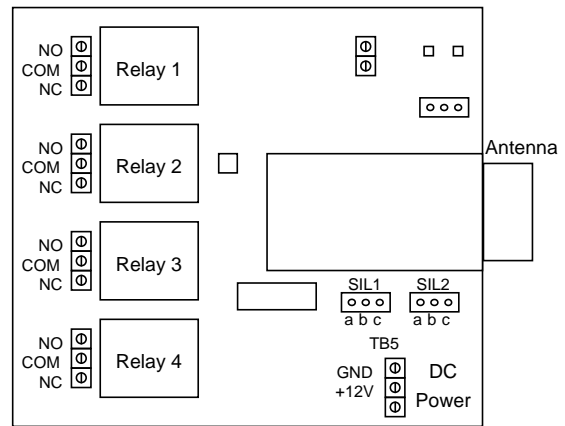 NO
COM
NC
Relay 1
NO
COM
NC
Relay 2
Antenna
NO
COM
NC
Relay 3
SIL1
SIL2
a b c
a b c
NO
COM
NC
Relay 4
TB5
GND
+12V
DC
Power